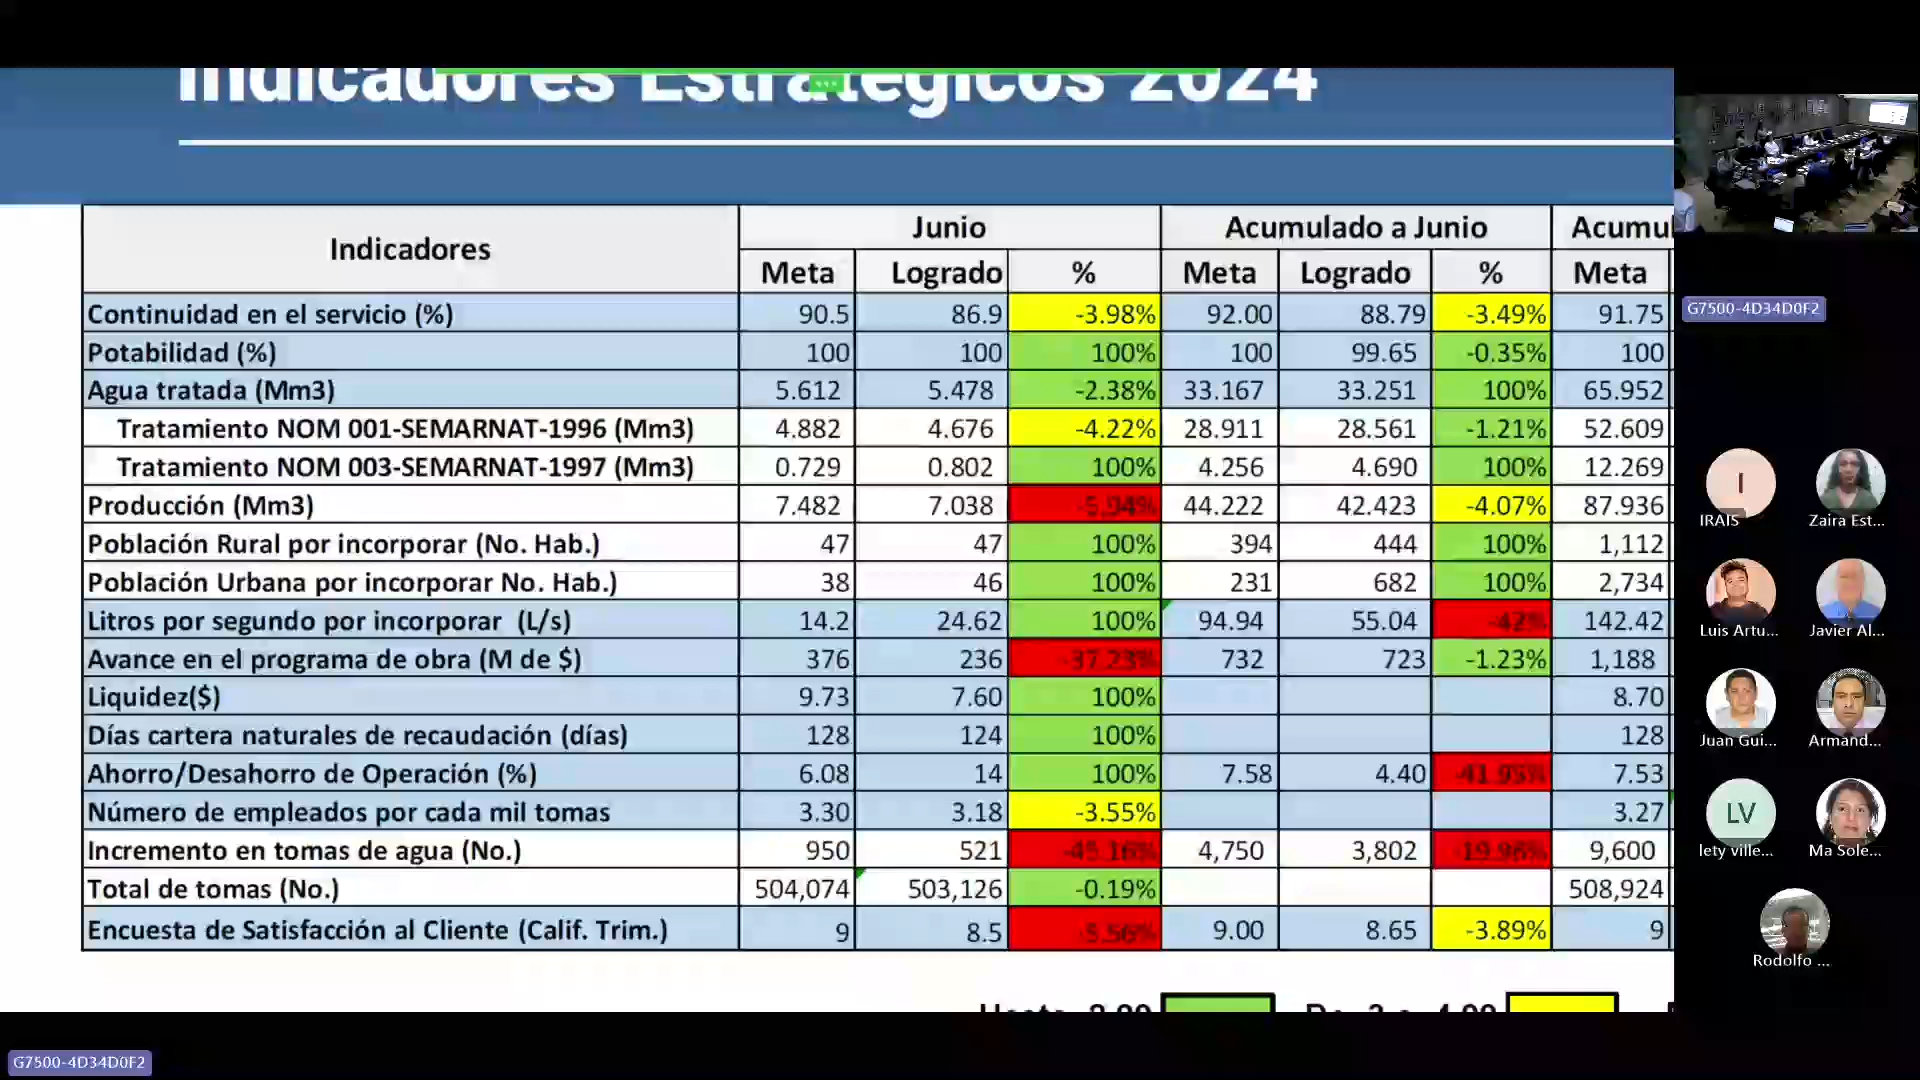 Indicadores Estratégicos 2024
Indicadores Junio Acumulado a Junio Acumul
Meta Logrado % Meta Logrado % Meta
Continuidad en el servicio (%) 90.5 86.9 -3.98% 92.00 88.79 -3.49% 91.75
Potabilidad (%) 100 100 100% 100 99.65 -0.35% 100
Agua tratada (Mm3) 5.612 5.478 -2.38% 33.167 33.251 100% 65.952
Tratamiento NOM 001-SEMARNAT-1996 (Mm3) 4.882 4.676 -4.22% 28.911 28.561 -1.21% 52.609
Tratamiento NOM 003-SEMARNAT-1997 (Mm3) 0.729 0.802 100% 4.256 4.690 100% 12.269
Producción (Mm3) 7.482 7.038 -5.94% 44.222 42.423 -4.07% 87.936
Población Rural por incorporar (No. Hab.) 47 47 100% 394 444 100% 1,112
Población Urbana por incorporar No. Hab.) 38 46 100% 231 682 100% 2,734
Litros por segundo por incorporar (L/s) 14.2 24.62 100% 94.94 55.04 -42% 142.42
Avance en el programa de obra (M de $) 376 236 -37.23% 732 723 -1.23% 1,188
Liquidez($) 9.73 7.60 100% 8.70
Días cartera naturales de recaudación (días) 128 124 100% 128
Ahorro/Desahorro de Operación (%) 6.08 14 100% 7.58 4.40 -41.95% 7.53
Número de empleados por cada mil tomas 3.30 3.18 -3.55% 3.27
Incremento en tomas de agua (No.) 950 521 -45.16% 4,750 3,802 -19.96% 9,600
Total de tomas (No.) 504,074 503,126 -0.19% 508,924
Encuesta de Satisfacción al Cliente (Calif. Trim.) 9 8.5 -5.56% 9.00 8.65 -3.89% 9
G7500-4D34D0F2
I
IRAIS
Zaira Est...
Luis Artu...
Javier Al...
Juan Gui...
Armand...
LV
lety ville...
Ma Sole...
Rodolfo ...
G7500-4D34D0F2